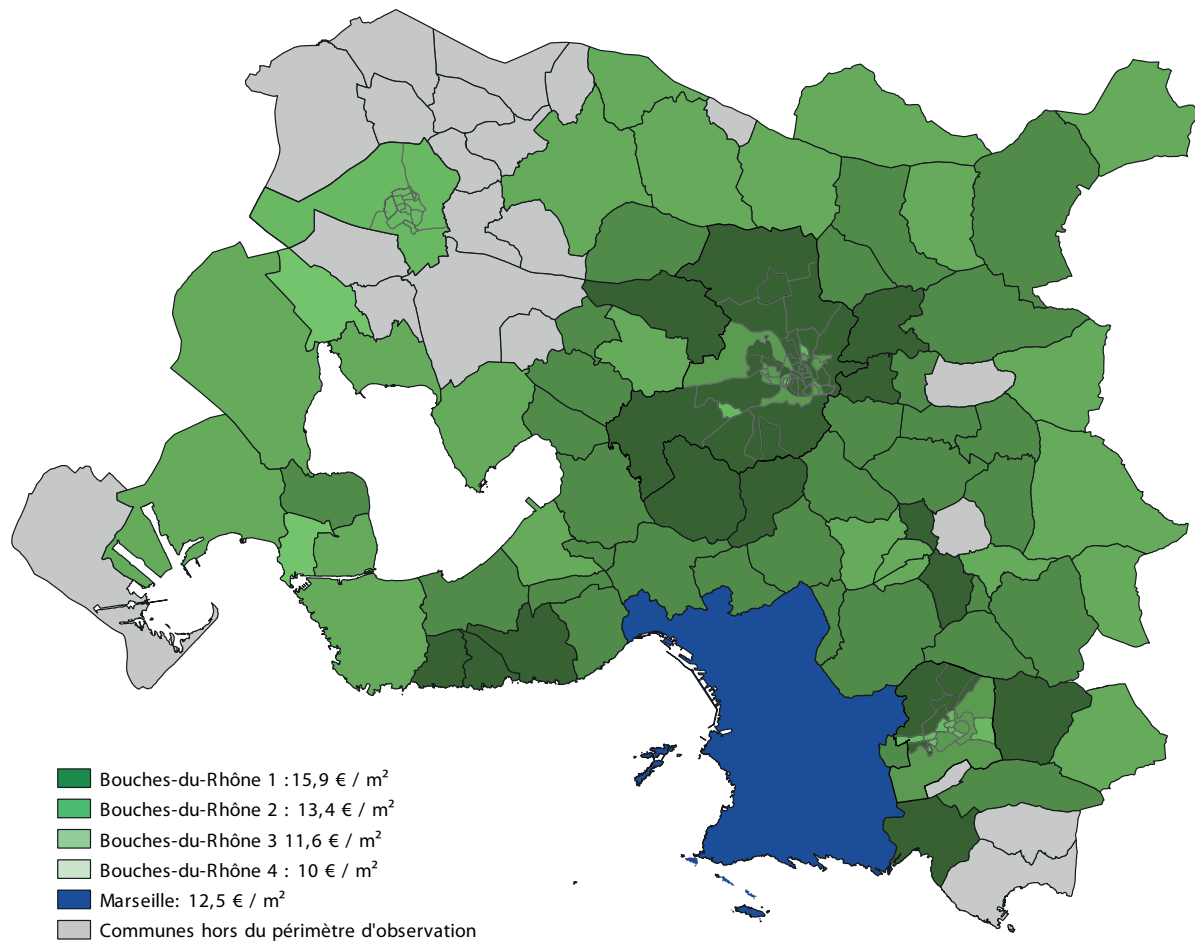 Bouches-du-Rhône 1 :15,9 € / m²
Bouches-du-Rhône 2 : 13,4 € / m²
Bouches-du-Rhône 3 11,6 € / m²
Bouches-du-Rhône 4 : 10 € / m²
Marseille: 12,5 € / m²
Communes hors du périmètre d'observation